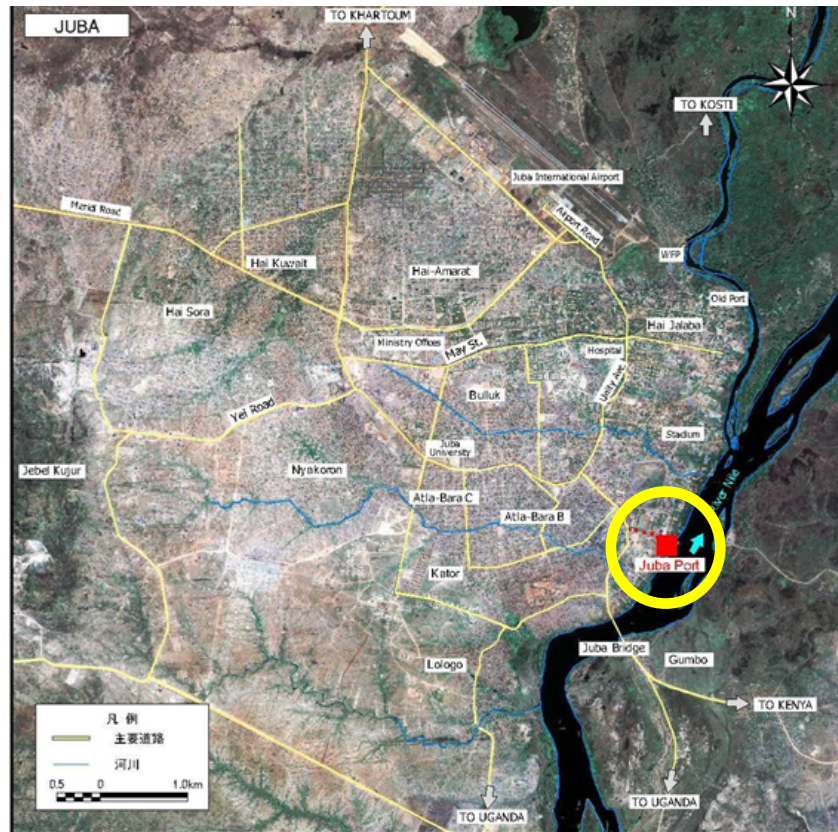 JUBA
TO KHARTOUM
N
TO KOSTI
Juba International Airport
Maridi Road
Airport Road
Hai Kuwait
Hai-Amarat
WFP
Old Port
Hai Sora
Hai Jalaba
Ministry Offices
May St.
Hospital
Unity Ave.
Bulluk
Yei Road
Stadium
Juba
University
Jebel Kujur
Nyakoron
Atla-Bara C
Atla-Bara B
River Nile
Juba Port
Kator
Juba Bridge
Gumbo
Lologo
TO KENYA
凡 例
主要道路
河川
0.5 0 1.0km
TO UGANDA
TO UGANDA